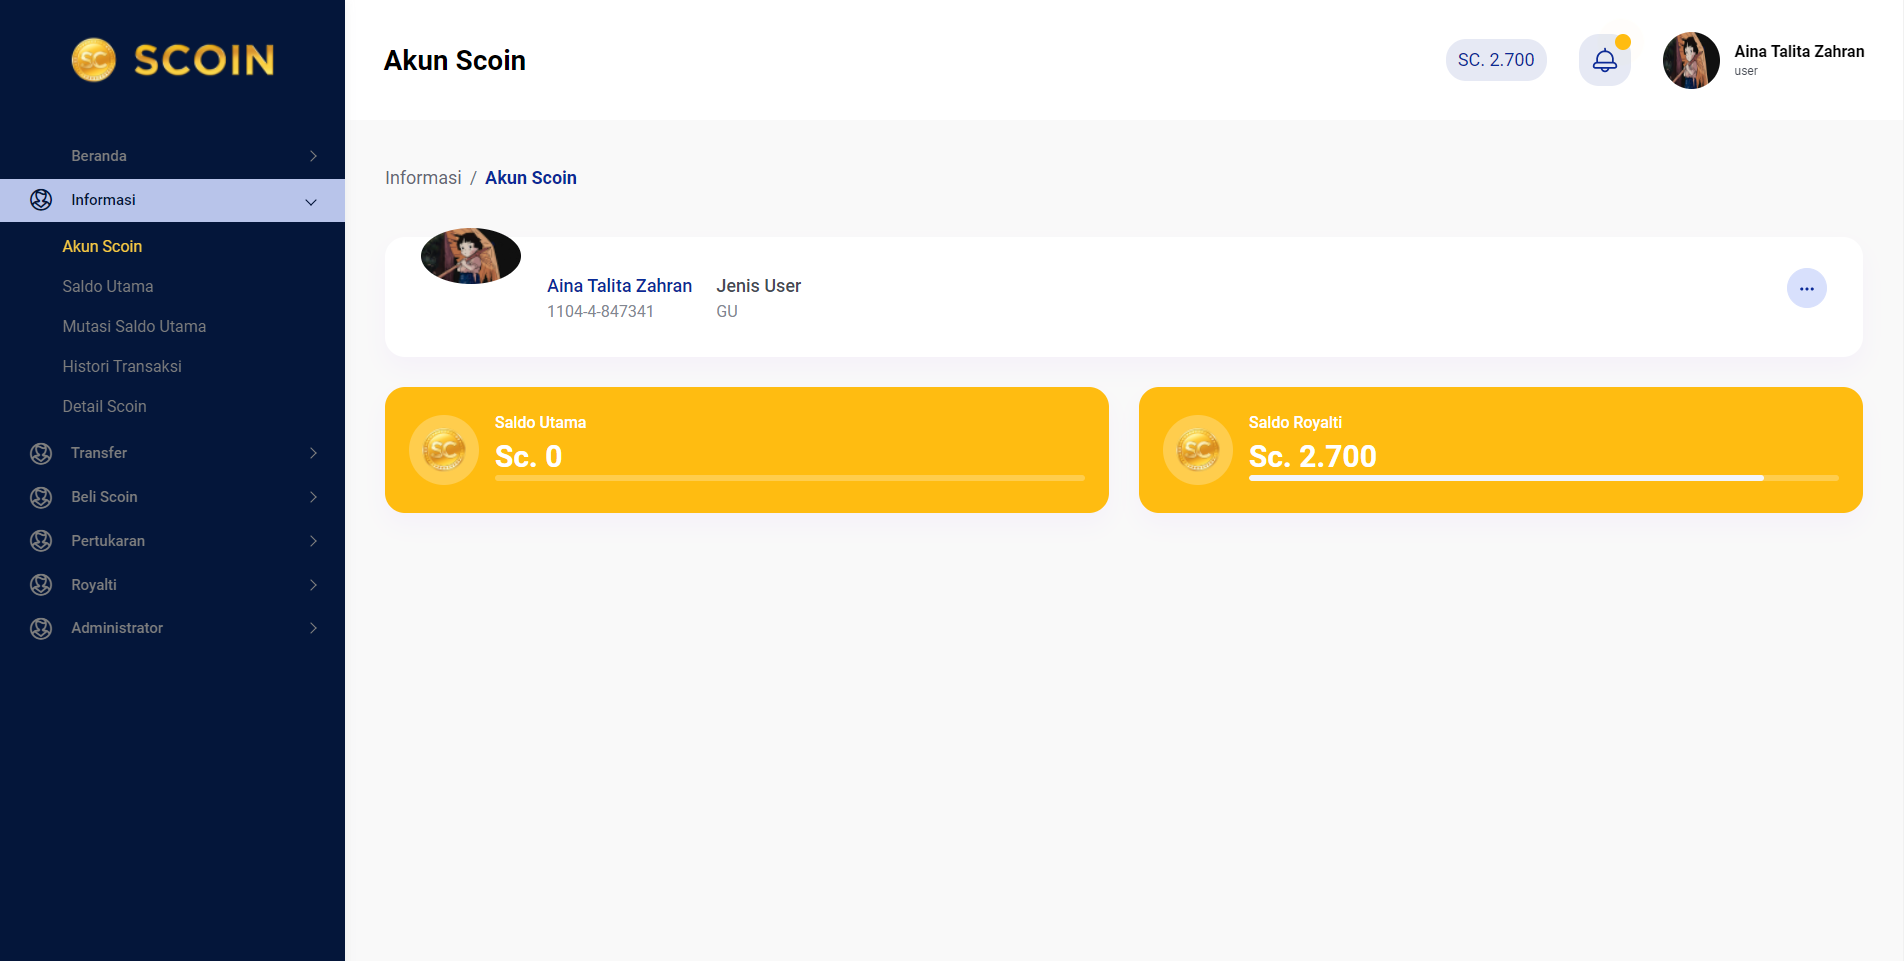 SCOIN
Beranda
Informasi
Akun Scoin
Saldo Utama
Mutasi Saldo Utama
Histori Transaksi
Detail Scoin
Transfer
Beli Scoin
Pertukaran
Royalti
Administrator
Akun Scoin
SC. 2.700
Aina Talita Zahran
user
Informasi / Akun Scoin
Aina Talita Zahran
1104-4-847341
Jenis User
GU
SC
Saldo Utama
Sc. 0
SC
Saldo Royalti
Sc. 2.700